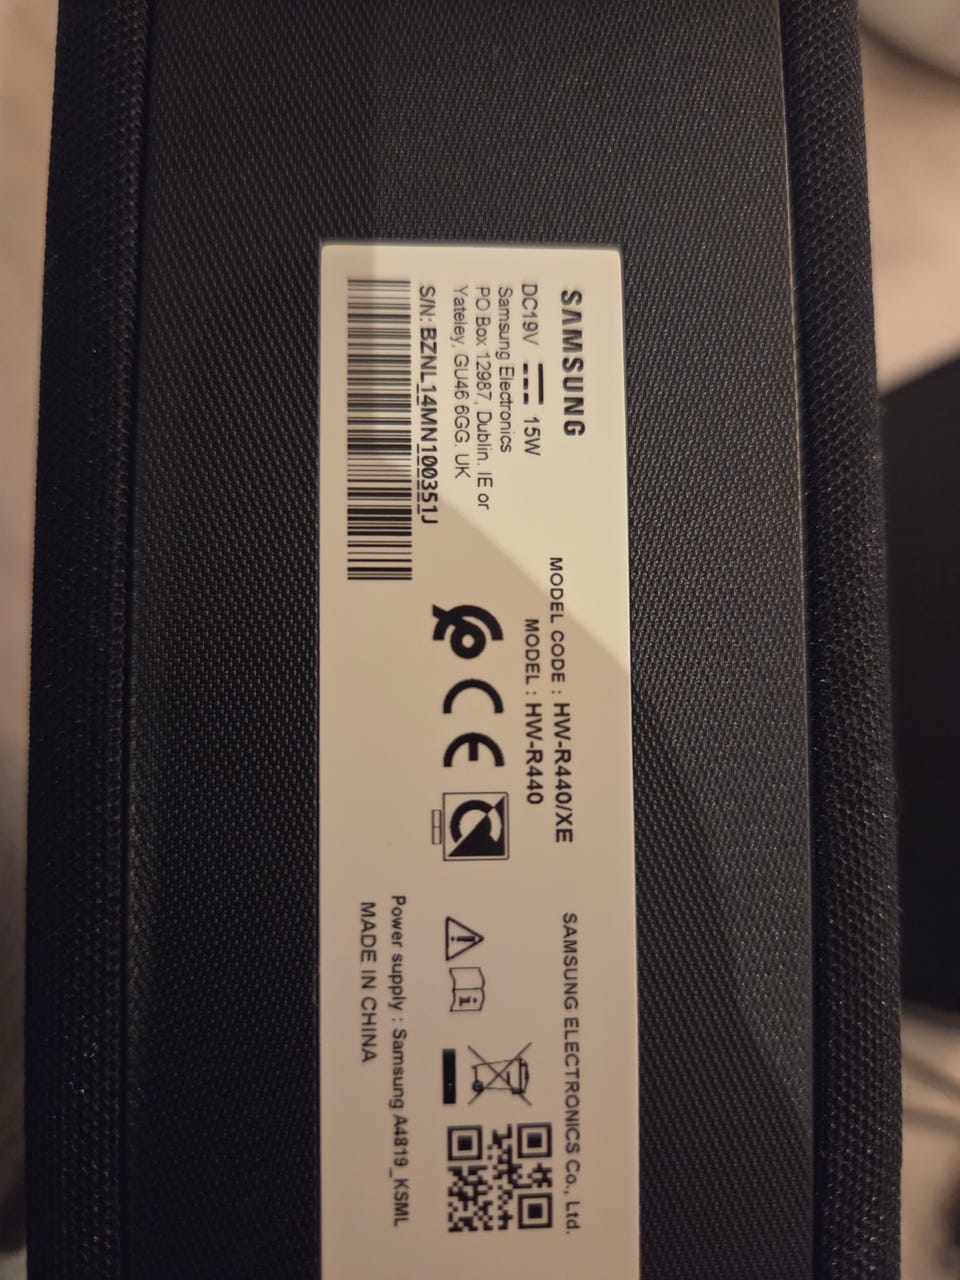 SAMSUNG
DC19V 15W
Samsung Electronics
PO Box 12987, Dublin. IE or
Yateley, GU46 6GG. UK
S/N: BZNL14MN100351J
MODEL CODE : HW-R440/XE
MODEL : HW-R440
CE
SAMSUNG ELECTRONICS Co., Ltd.
Power supply : Samsung A4819_KSML
MADE IN CHINA